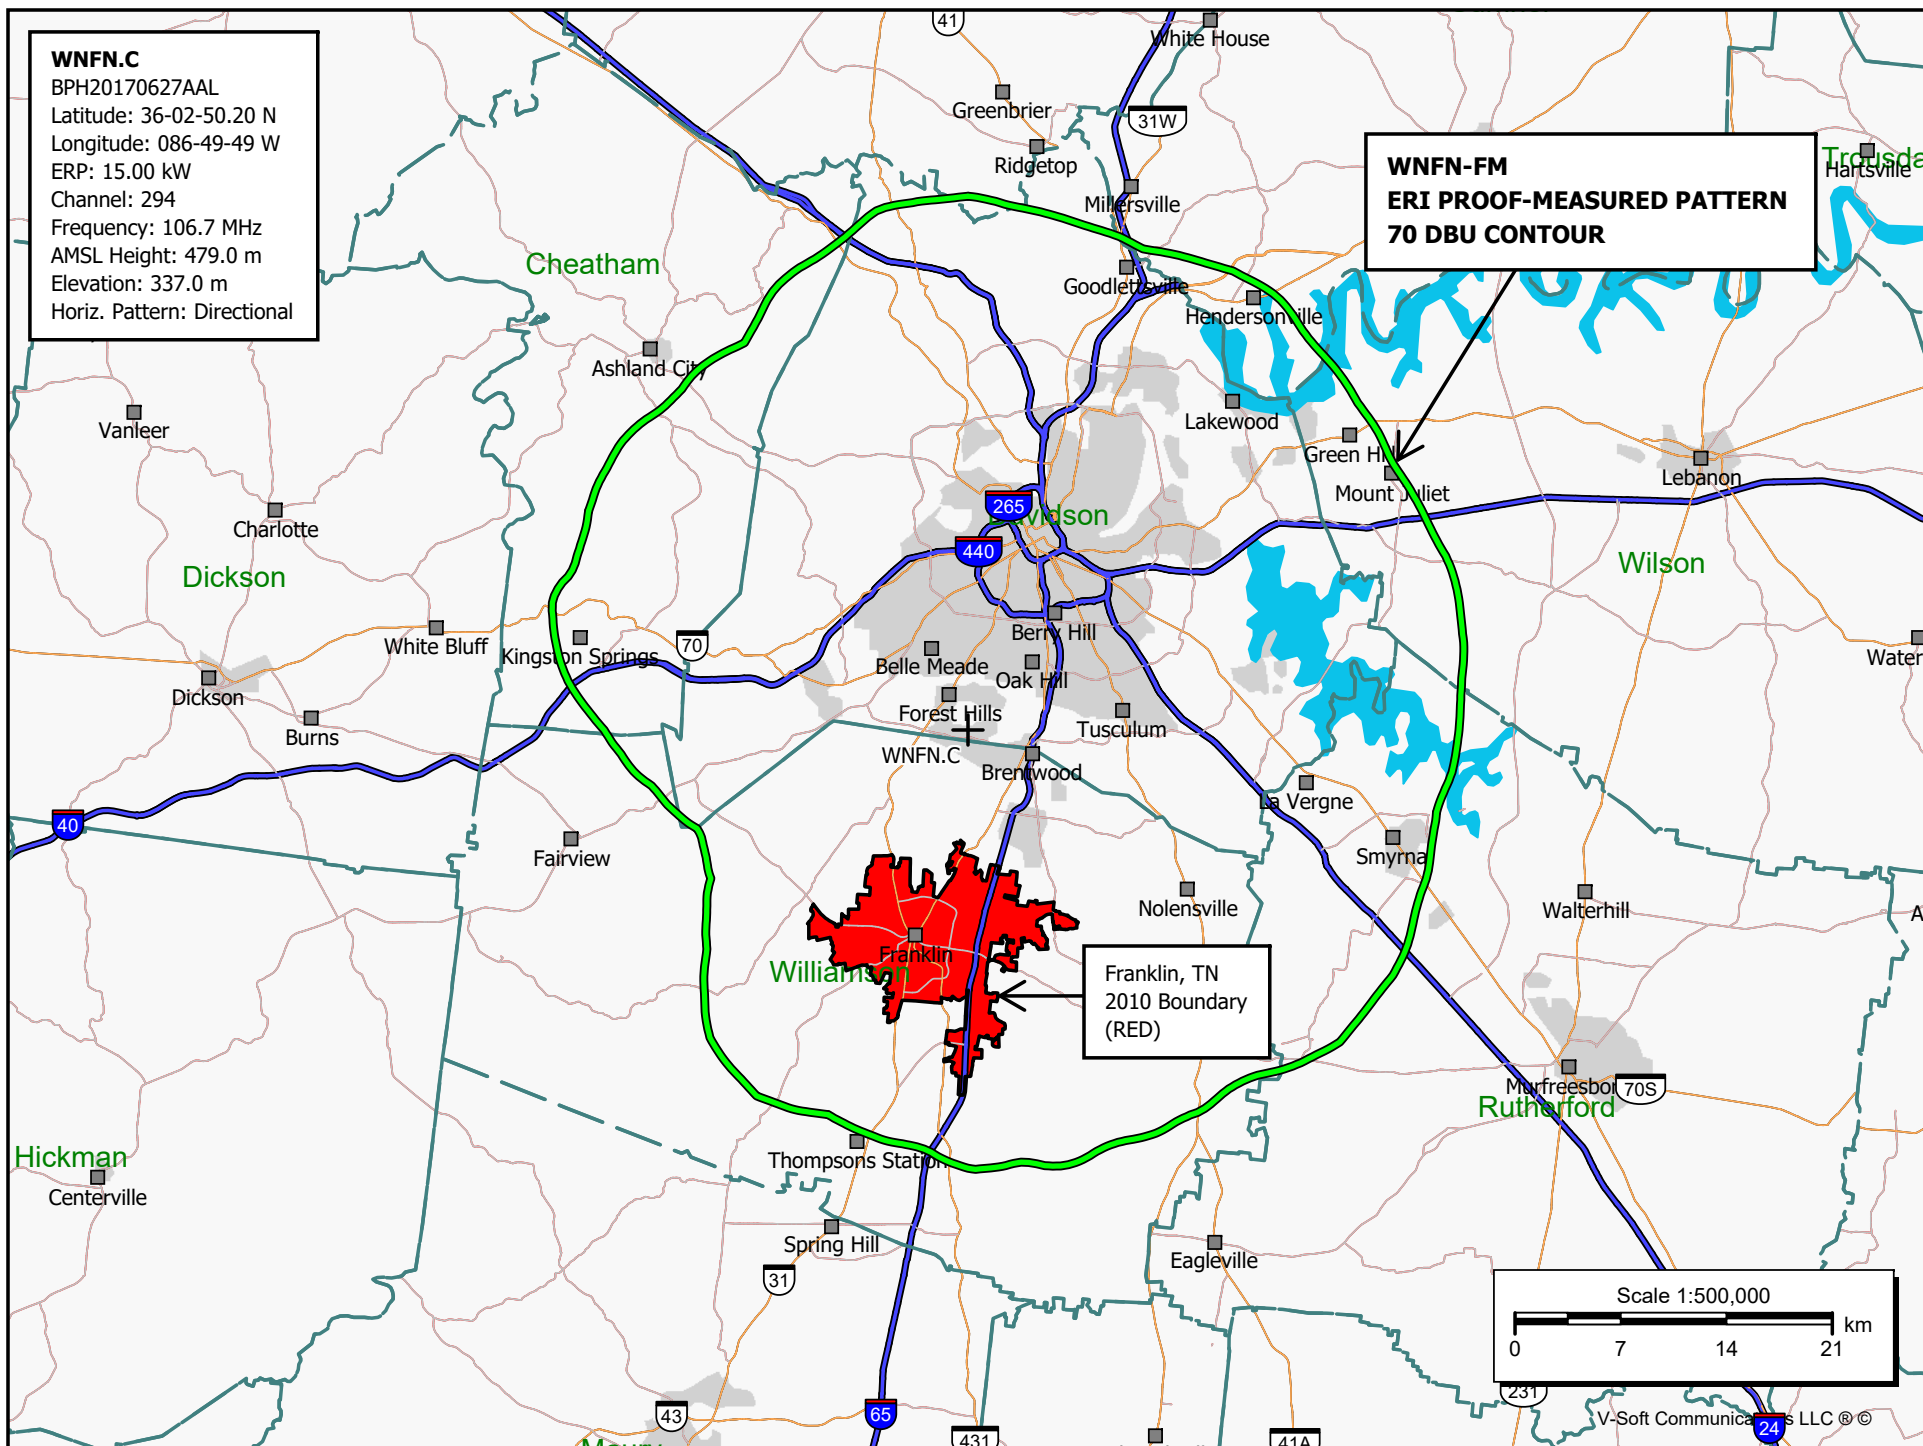 WNFN.C
BPH20170627AAL
Latitude: 36-02-50.20 N
Longitude: 086-49-49 W
ERP: 15.00 kW
Channel: 294
Frequency: 106.7 MHz
AMSL Height: 479.0 m
Elevation: 337.0 m
Horiz. Pattern: Directional
41
White House
Greenbrier
31W
Ridgetop
WNFN-FM
ERI PROOF-MEASURED PATTERN
70 DBU CONTOUR
Hartsville
Millersville
Cheatham
Goodlettsville
Hendersonville
Ashland City
Vanleer
Lakewood
Green Hill
Lebanon
Mount Juliet
Charlotte
265
Davidson
440
Dickson
Wilson
Berry Hill
White Bluff
Kingston Springs
70
Belle Meade
Oak Hill
Dickson
Forest Hills
Burns
Tusculum
WNFN.C
Brentwood
La Vergne
40
Fairview
Smyrna
Nolensville
Walterhill
Franklin
Williamson
Franklin, TN
2010 Boundary
(RED)
70S
Rutherford
Hickman
Thompsons Station
Centerville
Spring Hill
Eagleville
31
Scale 1:500,000
km
0 7 14 21
231
43
65
431
41A
24
LLC ® ©
V-Soft